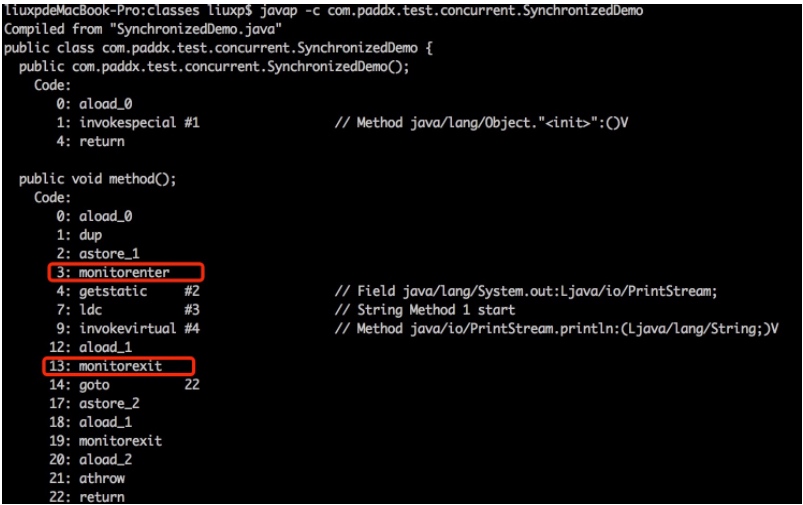 liuxpdeMacBook-Pro:classes liuxp$ javap -c com.paddx.test.concurrent.SynchronizedDemo
Compiled from "SynchronizedDemo.java"
public class com.paddx.test.concurrent.SynchronizedDemo {
  public com.paddx.test.concurrent.SynchronizedDemo();
    Code:
       0: aload_0
       1: invokespecial #1                  // Method java/lang/Object."<init>":()V
       4: return

  public void method();
    Code:
       0: aload_0
       1: dup
       2: astore_1
       3: monitorenter
       4: getstatic     #2                  // Field java/lang/System.out:Ljava/io/PrintStream;
       7: ldc           #3                  // String Method 1 start
       9: invokevirtual #4                  // Method java/io/PrintStream.println:(Ljava/lang/String;)V
      12: aload_1
      13: monitorexit
      14: goto          22
      17: astore_2
      18: aload_1
      19: monitorexit
      20: aload_2
      21: athrow
      22: return